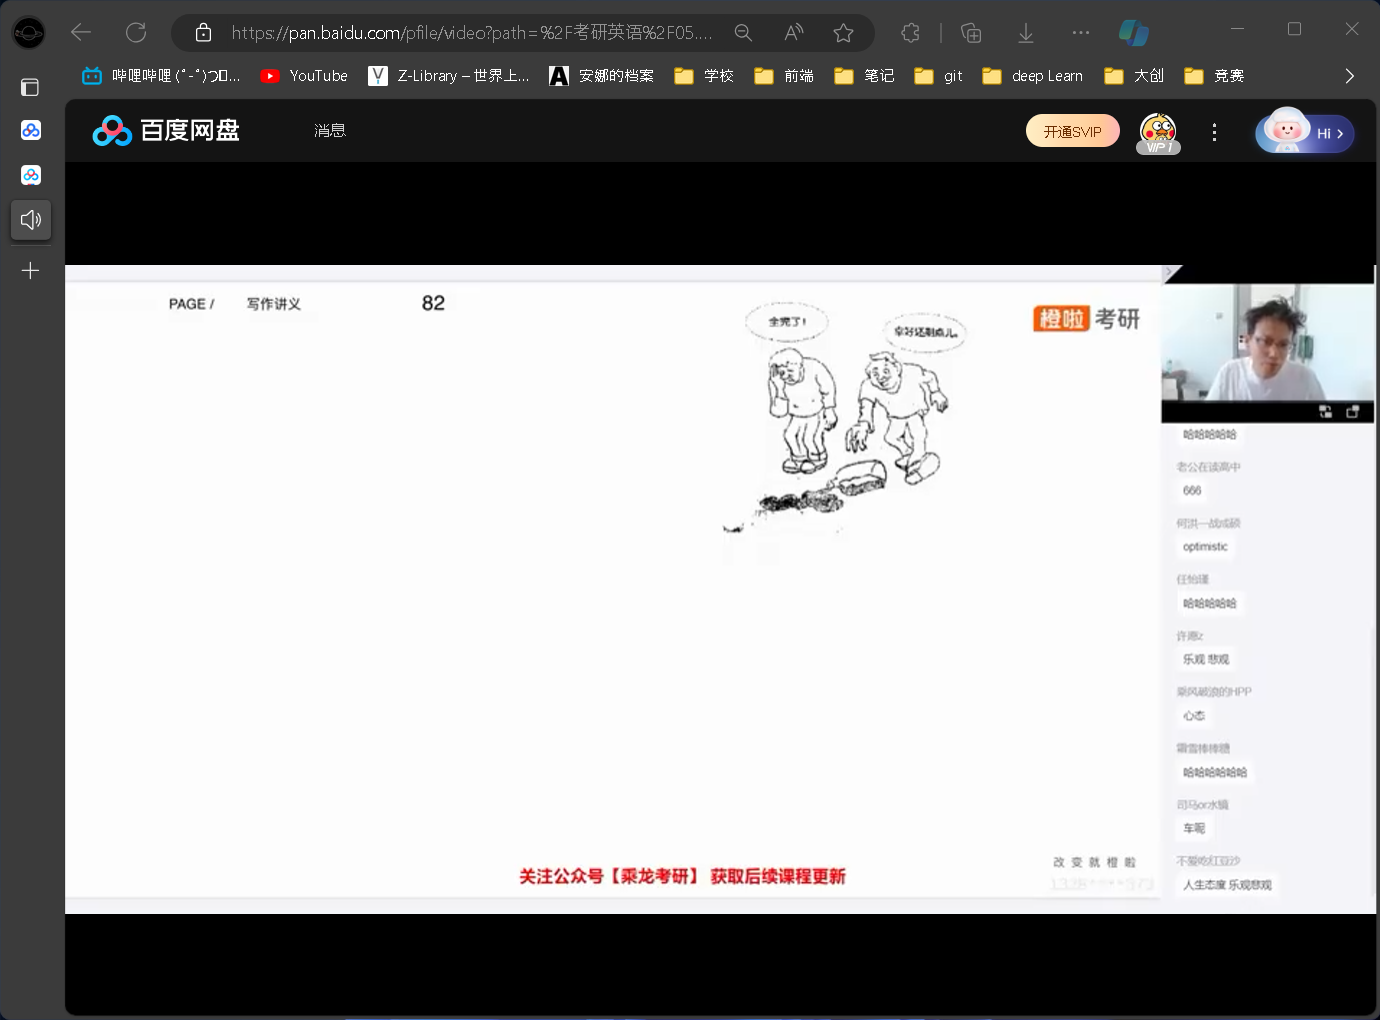 https://pan.baidu.com/pfile/video?path=%2F考研英语%2F05....
哔哩哔哩 (゜-゜)つ...
YouTube
Z-Library – 世界上...
安娜的档案
学校
前端
笔记
git
deep Learn
大创
竞赛
百度网盘
消息
开通SVIP
VIP 1
Hi
PAGE /
写作讲义
82
全完了!
幸好还剩点儿。
橙啦 考研
哈哈哈哈哈
老公在读高中
666
何洪一战成硕
optimistic
任怡瑾
哈哈哈哈哈
乐观 悲观
乘风破浪的HPP
心态
霜雪棒棒糖
哈哈哈哈哈哈
司马or水镜
车呢
不爱吃红豆沙
人生态度 乐观悲观
改变就橙啦
关注公众号【乘龙考研】 获取后续课程更新